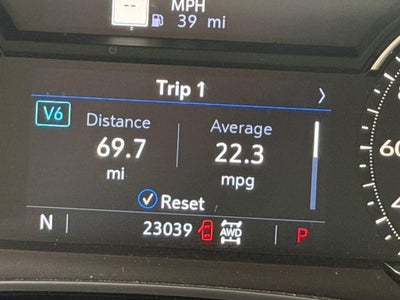 --
MPH
39 mi
Trip 1
V6
Distance
69.7
mi
Average
22.3
mpg
Reset
N 23039 AWD P
60